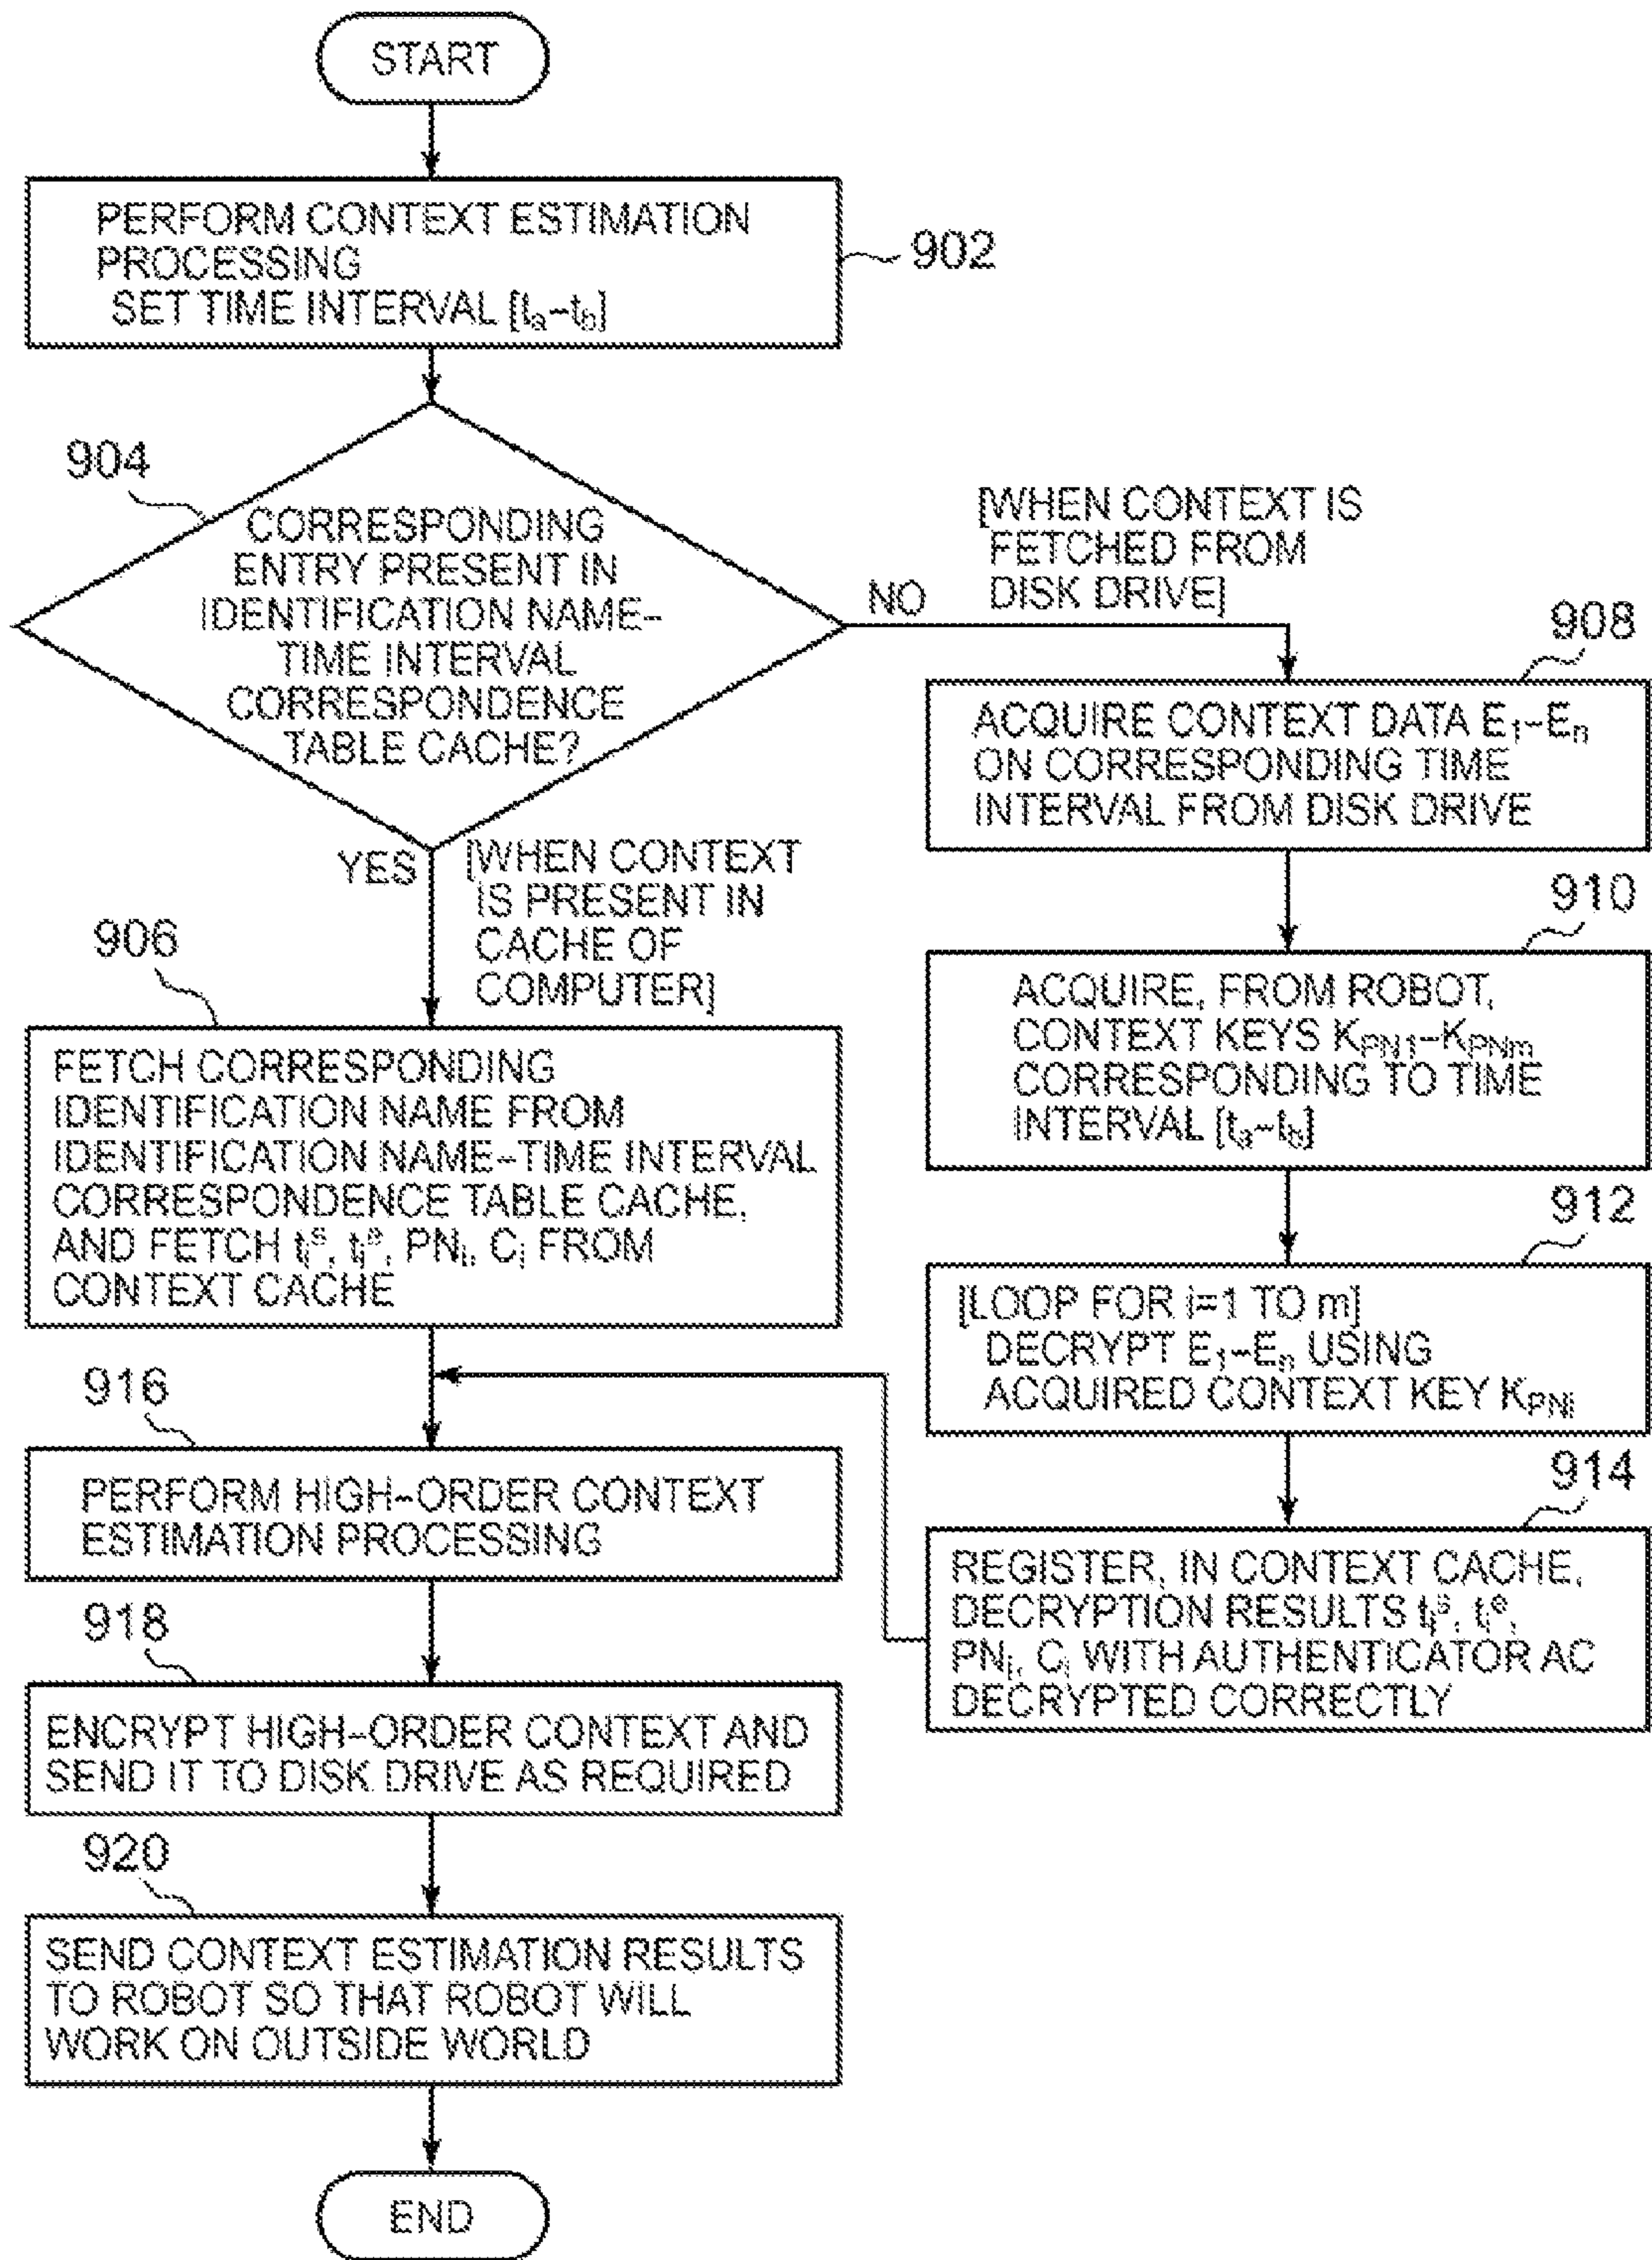 START
PERFORM CONTEXT ESTIMATION
PROCESSING
SET TIME INTERVAL [ta-tb]
902
904
CORRESPONDING
ENTRY PRESENT IN
IDENTIFICATION NAME-
TIME INTERVAL
CORRESPONDENCE
TABLE CACHE?
NO
[WHEN CONTEXT IS
FETCHED FROM
DISK DRIVE]
YES
[WHEN CONTEXT
IS PRESENT IN
CACHE OF
COMPUTER]
906
FETCH CORRESPONDING
IDENTIFICATION NAME FROM
IDENTIFICATION NAME-TIME INTERVAL
CORRESPONDENCE TABLE CACHE,
AND FETCH ti^s, ti^e, PNi, Ci FROM
CONTEXT CACHE
908
ACQUIRE CONTEXT DATA E1-En
ON CORRESPONDING TIME
INTERVAL FROM DISK DRIVE
910
ACQUIRE, FROM ROBOT,
CONTEXT KEYS KPN1-KPNm
CORRESPONDING TO TIME
INTERVAL [ta-tb]
912
[LOOP FOR i=1 TO m]
DECRYPT E1-En USING
ACQUIRED CONTEXT KEY KPNi
914
REGISTER, IN CONTEXT CACHE,
DECRYPTION RESULTS ti^s, ti^e,
PNi, Ci WITH AUTHENTICATOR AC
DECRYPTED CORRECTLY
916
PERFORM HIGH-ORDER CONTEXT
ESTIMATION PROCESSING
918
ENCRYPT HIGH-ORDER CONTEXT AND
SEND IT TO DISK DRIVE AS REQUIRED
920
SEND CONTEXT ESTIMATION RESULTS
TO ROBOT SO THAT ROBOT WILL
WORK ON OUTSIDE WORLD
END